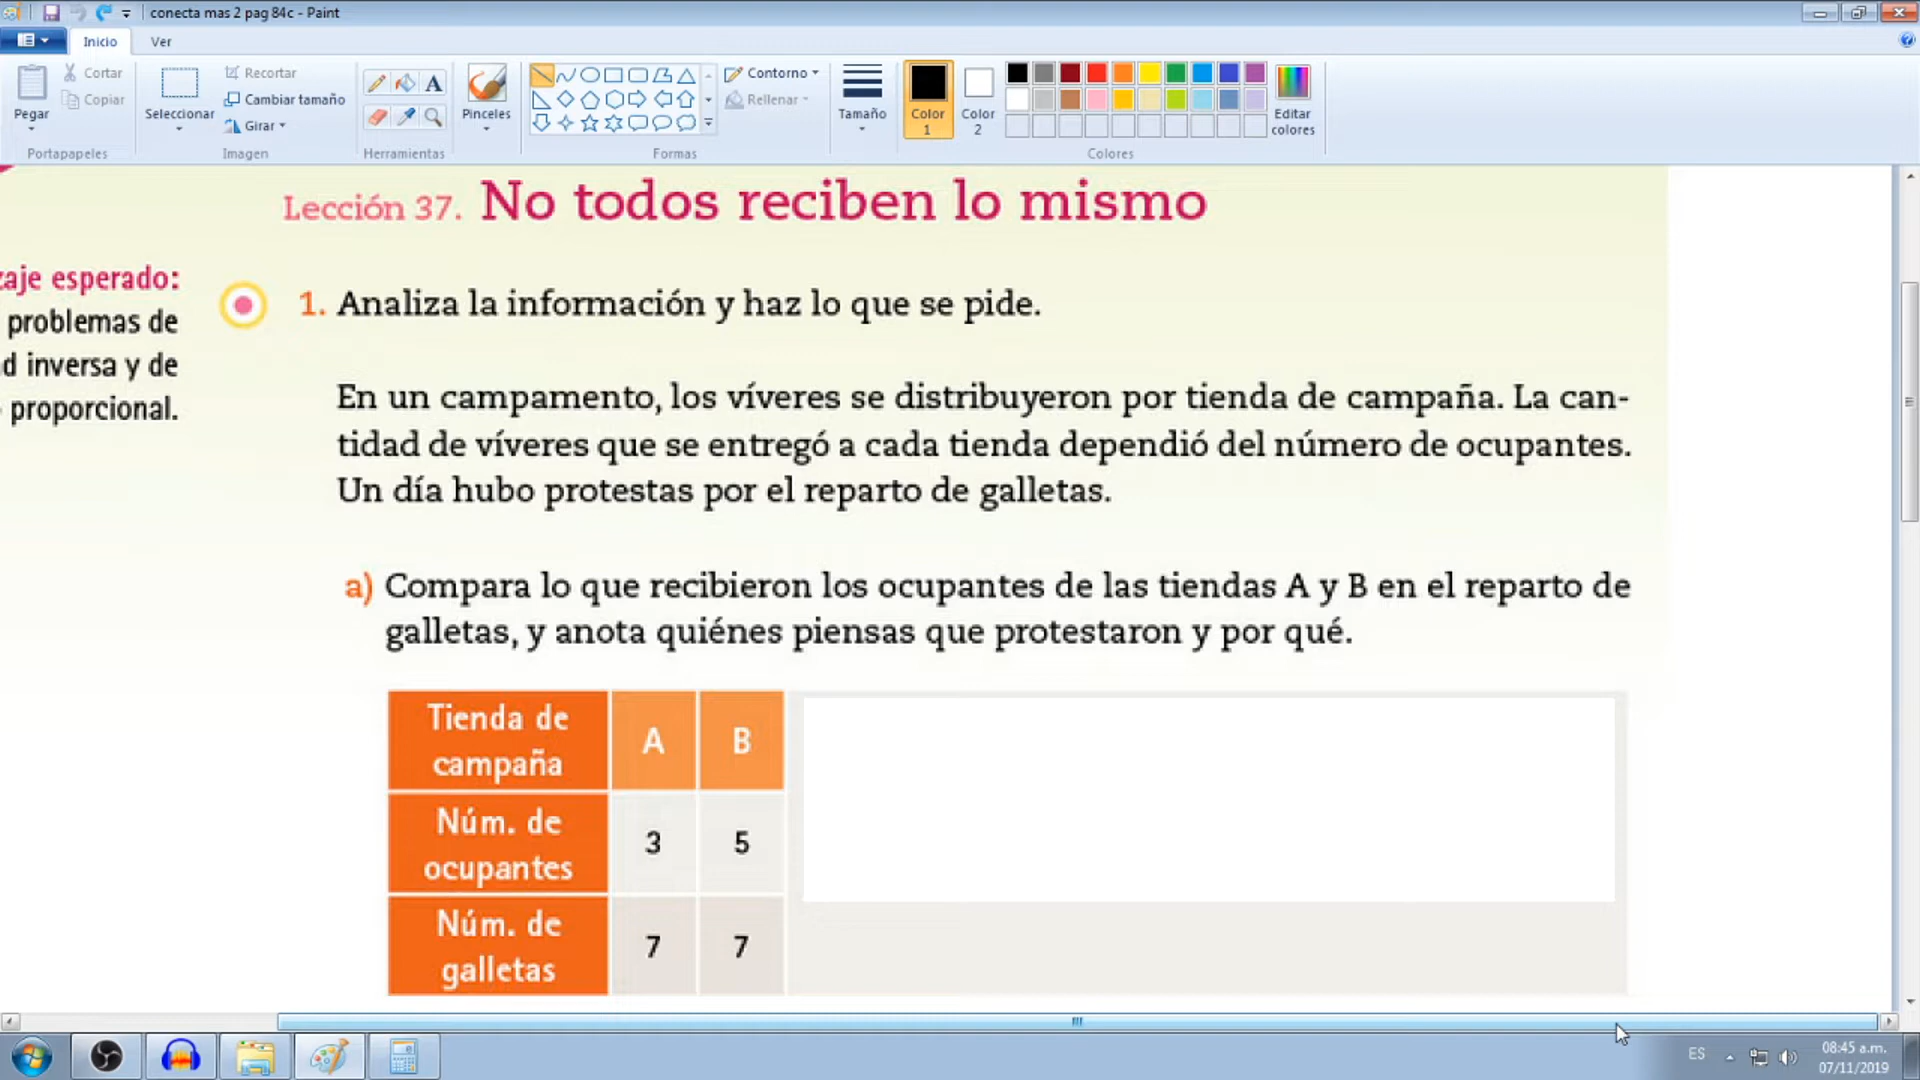 conecta mas 2 pag 84c - Paint
Inicio
Ver
Pegar
Cortar
Copiar
Portapapeles
Seleccionar
Recortar
Cambiar tamaño
Girar
Imagen
A
Herramientas
Pinceles
Contorno
Rellenar
Formas
Tamaño
Color
1
Color
2
Editar
colores
Colores
Lección 37. No todos reciben lo mismo
zaje esperado:
problemas de
d inversa y de
proporcional.
1. Analiza la información y haz lo que se pide.
En un campamento, los víveres se distribuyeron por tienda de campaña. La can-
tidad de víveres que se entregó a cada tienda dependió del número de ocupantes.
Un día hubo protestas por el reparto de galletas.
a) Compara lo que recibieron los ocupantes de las tiendas A y B en el reparto de
galletas, y anota quiénes piensas que protestaron y por qué.
Tienda de
campaña
A
B
Núm. de
ocupantes
3
5
Núm. de
galletas
7
7
ES
08:45 a.m.
07/11/2019